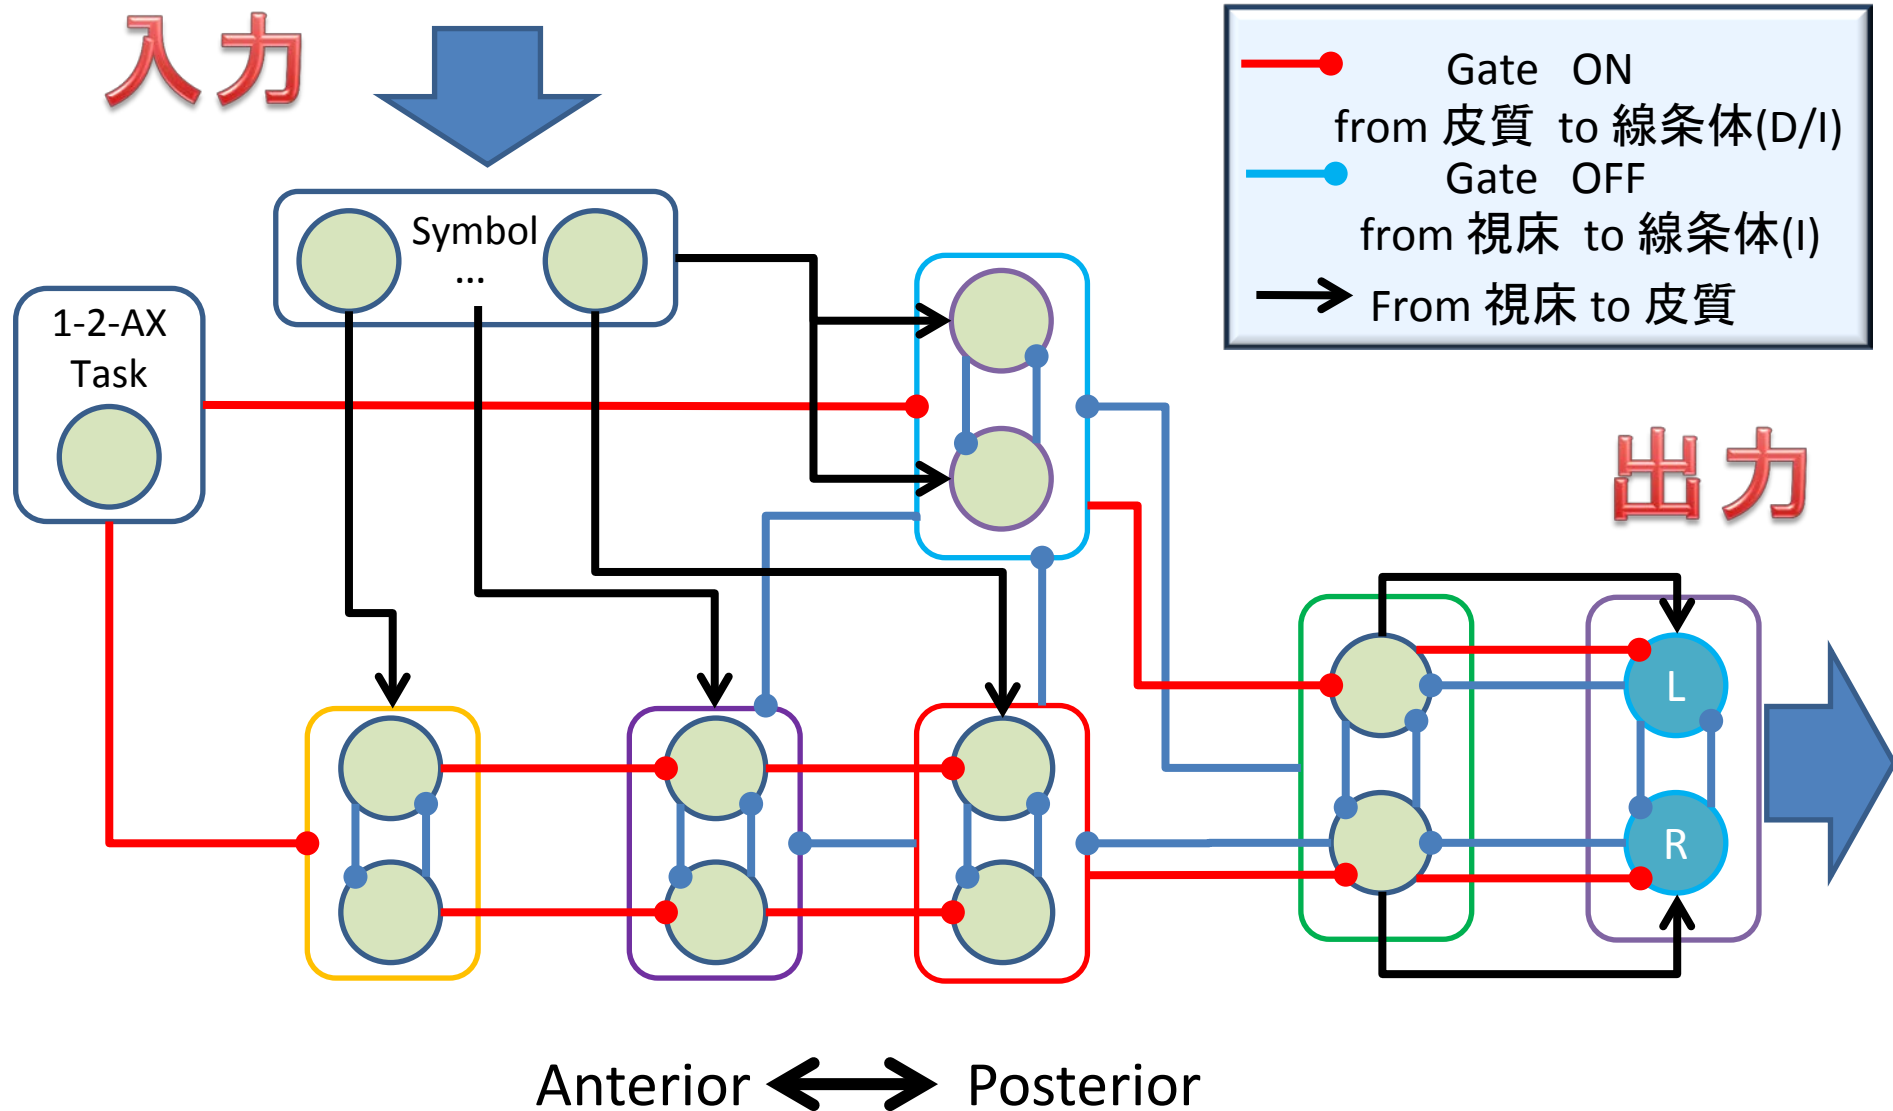 入力
Gate ON
from 皮質 to 線条体(D/I)
Gate OFF
from 視床 to 線条体(I)
From 視床 to 皮質
Symbol
...
1-2-AX
Task
出力
L
R
Anterior
Posterior